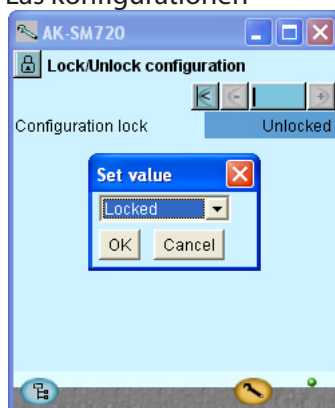 Lås konfigurationen
AK-SM720
Lock/Unlock configuration
Configuration lock Unlocked
Set value
Locked
OK Cancel